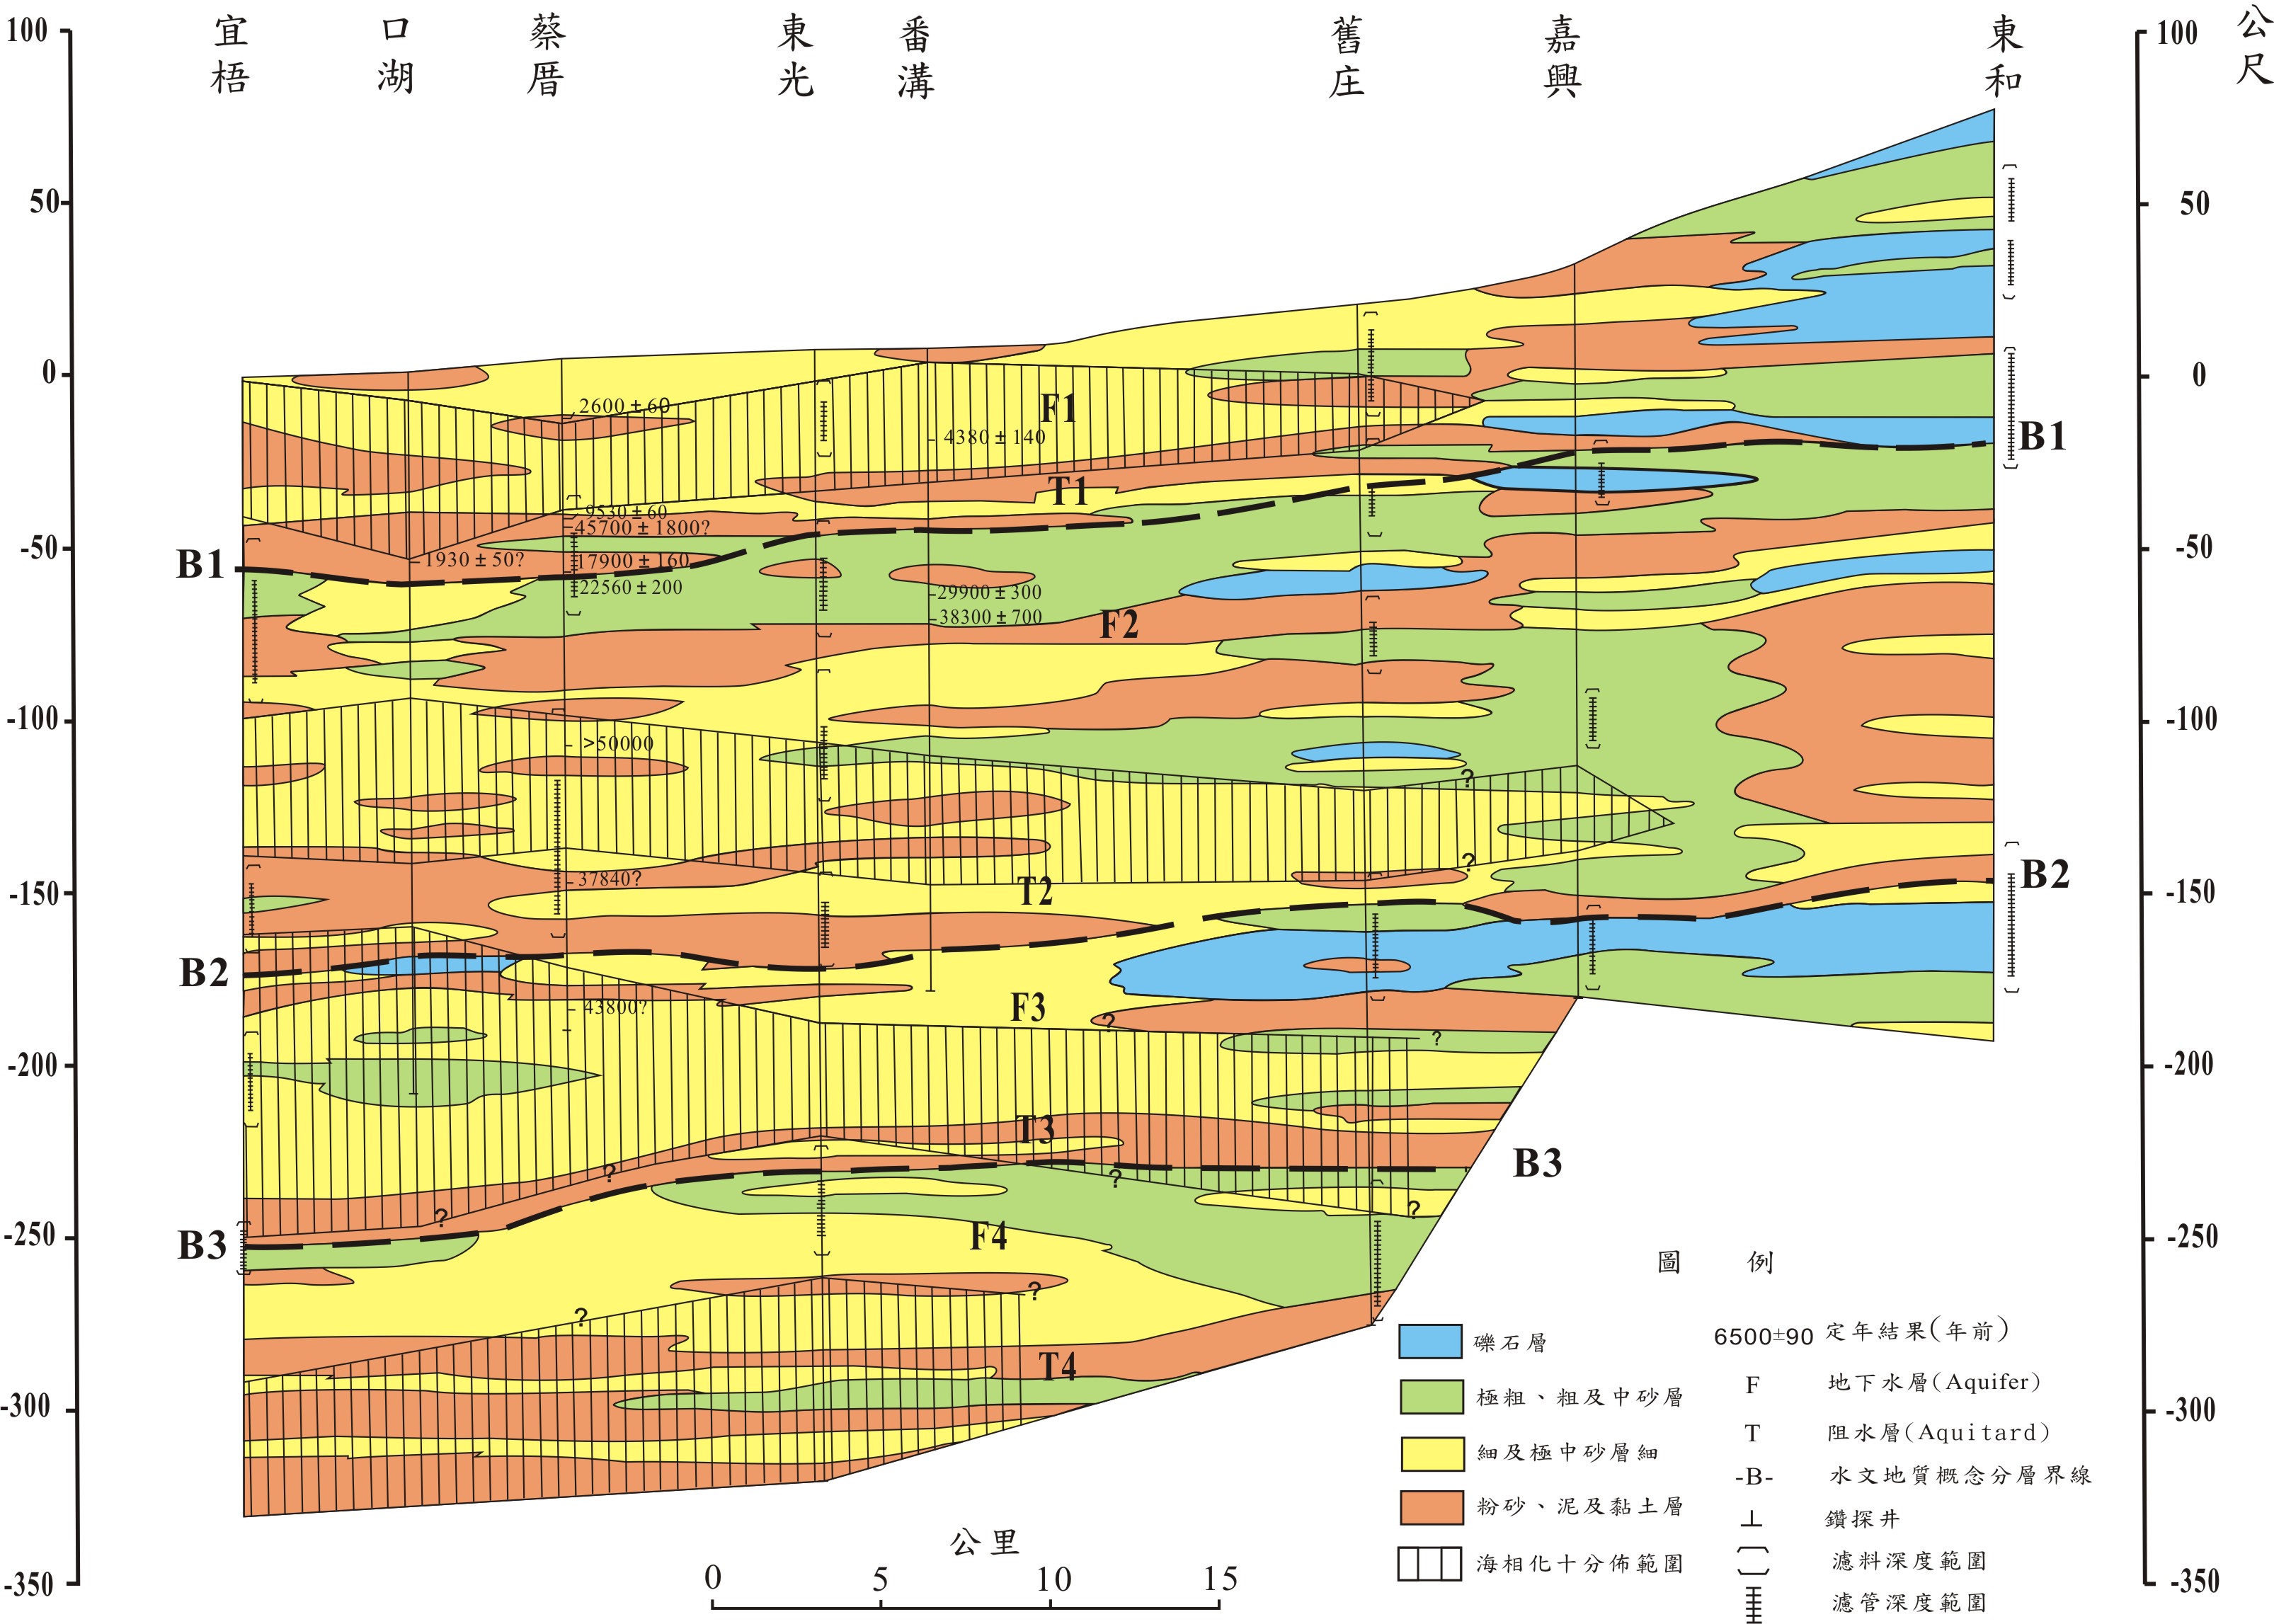 宜梧
口湖
蔡厝
東光
番溝
舊庄
嘉興
東和
公尺
100
50
0
-50
-100
-150
-200
-250
-300
-350
100
50
0
-50
-100
-150
-200
-250
-300
-350
2600±60
F1
4380±140
B1
T1
9530±60
45700±1800?
B1
1930±50?
17900±160
22560±200
29900±300
38300±700
F2
>50000
?
?
37840?
T2
B2
B2
43800?
F3
?
?
T3
B3
?
?
?
?
B3
F4
?
?
T4
圖例
礫石層
極粗、粗及中砂層
細及極中砂層細
粉砂、泥及黏土層
海相化十分佈範圍
6500±90 定年結果(年前)
F 地下水層(Aquifer)
T 阻水層(Aquitard)
-B- 水文地質概念分層界線
鑽探井
濾料深度範圍
濾管深度範圍
公里
0 5 10 15